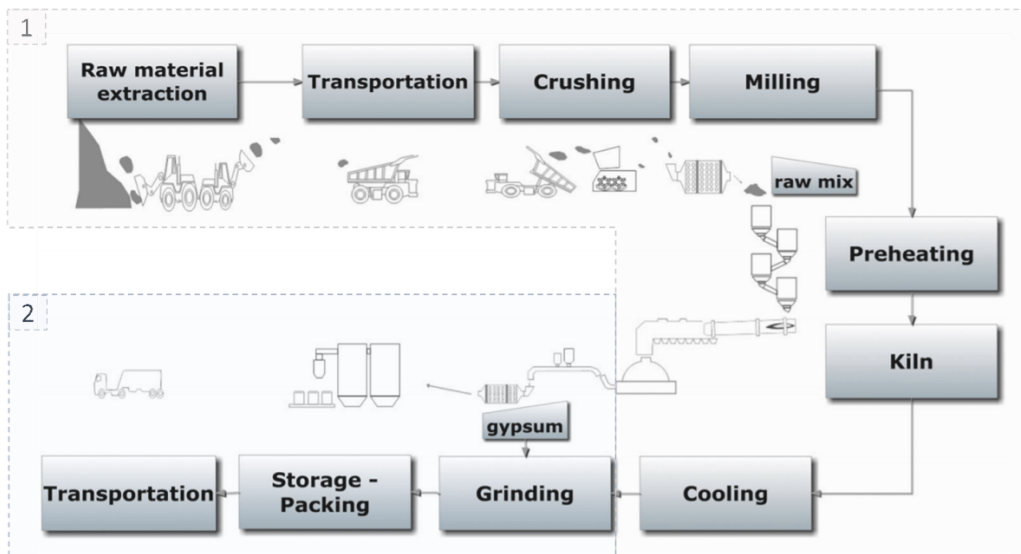 1
Raw material
extraction
Transportation
Crushing
Milling
raw mix
Preheating
2
Kiln
gypsum
Transportation
Storage -
Packing
Grinding
Cooling